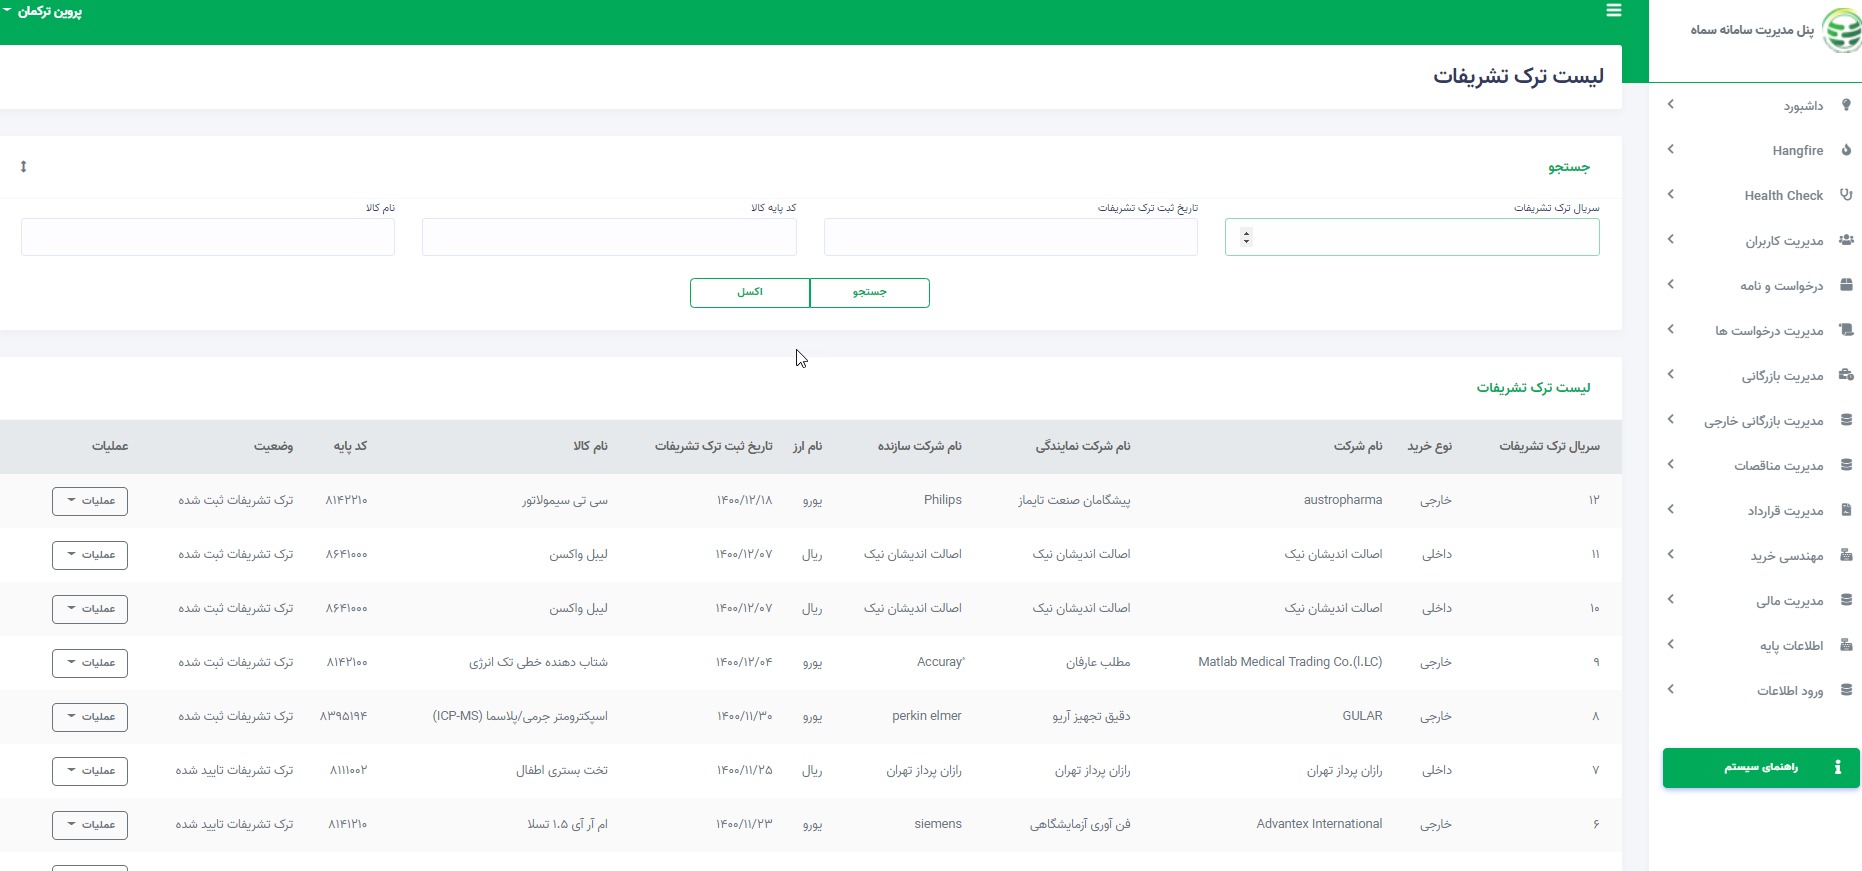 پنل مدیریت سامانه سماه
پروین ترکمان
داشبورد
Hangfire
Health Check
مدیریت کاربران
درخواست و نامه
مدیریت درخواست ها
مدیریت بازرگانی
مدیریت بازرگانی خارجی
مدیریت مناقصات
مدیریت قرارداد
مهندسی خرید
مدیریت مالی
اطلاعات پایه
ورود اطلاعات
راهنمای سیستم
لیست ترک تشریفات
جستجو
سریال ترک تشریفات تاریخ ثبت ترک تشریفات کد پایه کالا نام کالا
جستجو اکسل
لیست ترک تشریفات
سریال ترک تشریفات نوع خرید نام شرکت نام شرکت نمایندگی نام شرکت سازنده نام ارز تاریخ ثبت ترک تشریفات نام کالا کد پایه وضعیت عملیات
۱۲ خارجی austropharma پیشگامان صنعت تایماز Philips یورو ۱۴۰۰/۱۲/۱۸ سی تی سیمولاتور ۸۱۴۲۲۱۰ ترک تشریفات ثبت شده عملیات
۱۱ داخلی اصالت اندیشان نیک اصالت اندیشان نیک اصالت اندیشان نیک ریال ۱۴۰۰/۱۲/۰۷ لیبل واکسن ۸۶۴۱۰۰۰ ترک تشریفات ثبت شده عملیات
۱۰ داخلی اصالت اندیشان نیک اصالت اندیشان نیک اصالت اندیشان نیک ریال ۱۴۰۰/۱۲/۰۷ لیبل واکسن ۸۶۴۱۰۰۰ ترک تشریفات ثبت شده عملیات
۹ خارجی Matlab Medical Trading Co.(l.LC) مطلب عارفان Accuray' یورو ۱۴۰۰/۱۲/۰۴ شتاب دهنده خطی تک انرژی ۸۱۴۲۱۰۰ ترک تشریفات ثبت شده عملیات
۸ خارجی GULAR دقیق تجهیز آریو perkin elmer یورو ۱۴۰۰/۱۱/۳۰ اسپکترومتر جرمی/پلاسما (ICP-MS) ۸۳۹۵۱۹۴ ترک تشریفات ثبت شده عملیات
۷ داخلی رازان پرداز تهران رازان پرداز تهران رازان پرداز تهران ریال ۱۴۰۰/۱۱/۲۵ تخت بستری اطفال ۸۱۱۱۰۰۲ ترک تشریفات تایید شده عملیات
۶ خارجی Advantex International فن آوری آزمایشگاهی siemens یورو ۱۴۰۰/۱۱/۲۳ ام آر آی ۱.۵ تسلا ۸۱۴۱۲۱۰ ترک تشریفات تایید شده عملیات